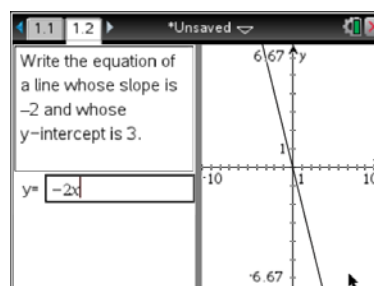 1.1 1.2 *Unsaved
Write the equation of
a line whose slope is
–2 and whose
y–intercept is 3.
y= –2x
6.67 y
1
-10 1 10
-6.67